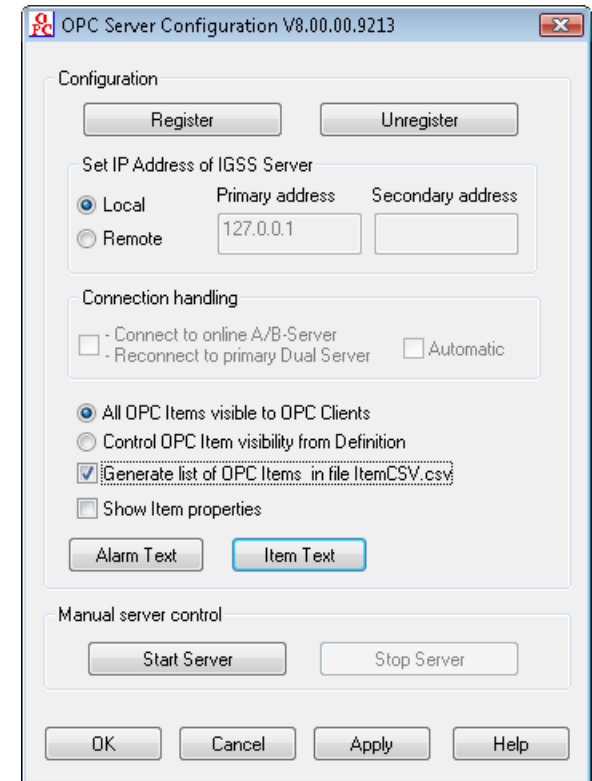 OPC Server Configuration V8.00.00.9213
Configuration
Register
Unregister
Set IP Address of IGSS Server
Primary address
Secondary address
Local
127.0.0.1
Remote
Connection handling
- Connect to online A/B-Server
- Reconnect to primary Dual Server
Automatic
All OPC Items visible to OPC Clients
Control OPC Item visibility from Definition
Generate list of OPC Items  in file ItemCSV.csv
Show Item properties
Alarm Text
Item Text
Manual server control
Start Server
Stop Server
OK
Cancel
Apply
Help